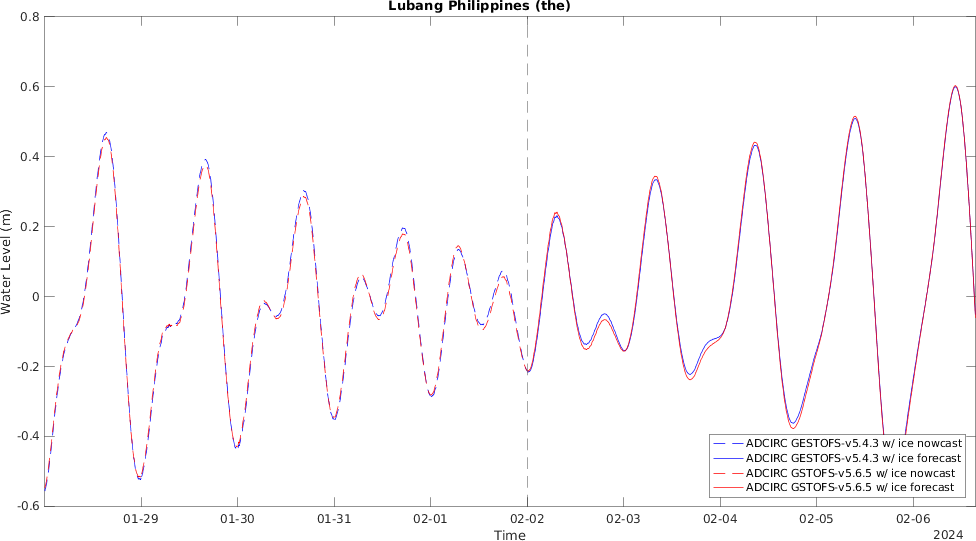 Lubang Philippines (the)
0.8
0.6
0.4
0.2
0
-0.2
-0.4
-0.6
Water Level (m)
ADCIRC GESTOFS-v5.4.3 w/ ice nowcast
ADCIRC GESTOFS-v5.4.3 w/ ice forecast
ADCIRC GSTOFS-v5.6.5 w/ ice nowcast
ADCIRC GSTOFS-v5.6.5 w/ ice forecast
01-29 01-30 01-31 02-01 02-02 02-03 02-04 02-05 02-06
Time
2024